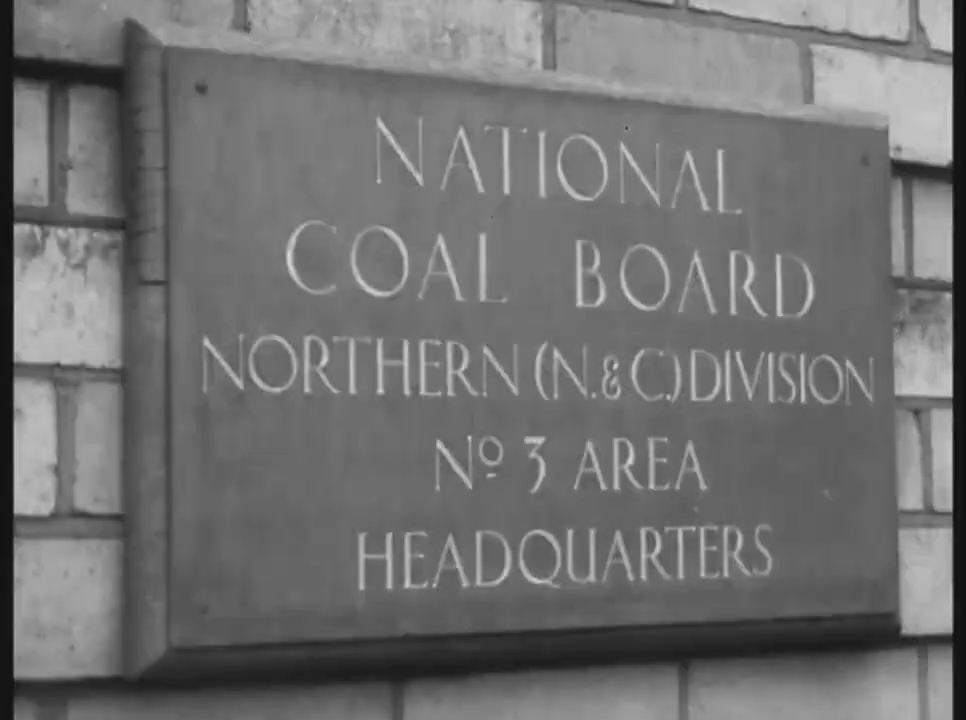 NATIONAL
COAL BOARD
NORTHERN (N. & C.) DIVISION
Nº 3 AREA
HEADQUARTERS